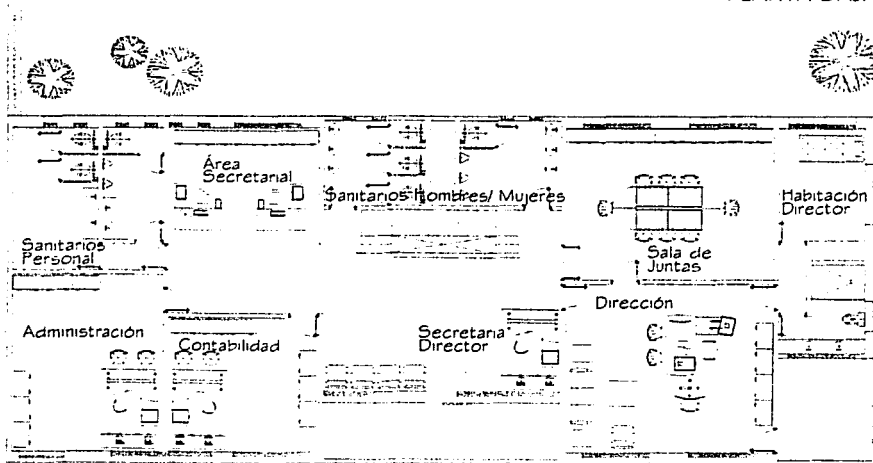 Área
Secretarial
Sanitarios Hombres/ Mujeres
Habitación
Director
Sanitarios
Personal
Sala de
Juntas
Dirección
Administración
Contabilidad
Secretaria
Director